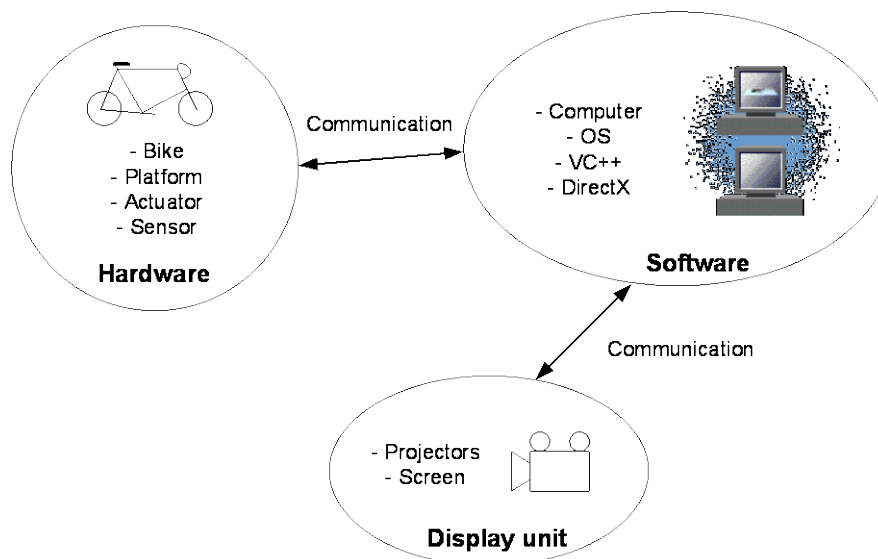 - Bike
- Platform
- Actuator
- Sensor
Hardware
Communication
- Computer
- OS
- VC++
- DirectX
Software
Communication
- Projectors
- Screen
Display unit